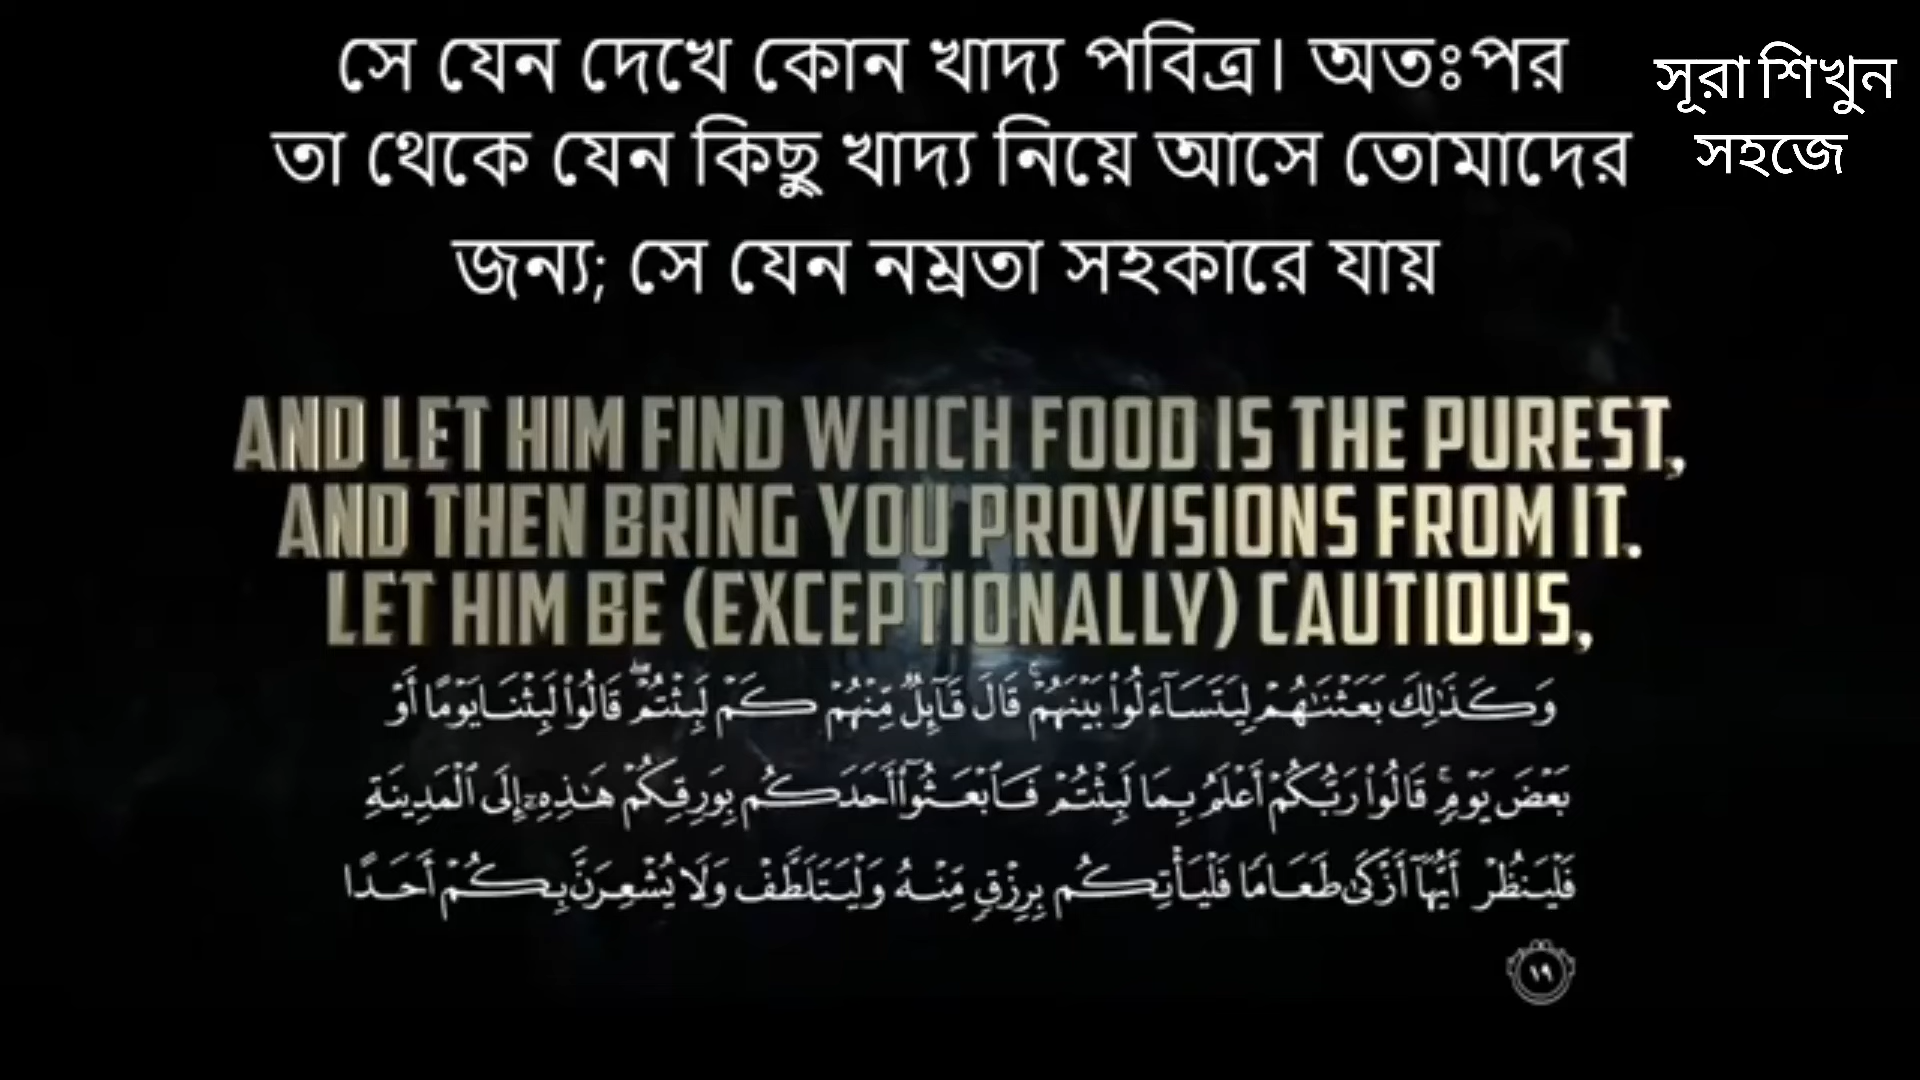 সে যেন দেখে কোন খাদ্য পবিত্র। অতঃপর
তা থেকে যেন কিছু খাদ্য নিয়ে আসে তোমাদের
জন্য; সে যেন নম্রতা সহকারে যায়
সূরা শিখুন
সহজে
AND LET HIM FIND WHICH FOOD IS THE PUREST,
AND THEN BRING YOU PROVISIONS FROM IT.
LET HIM BE (EXCEPTIONALLY) CAUTIOUS,
وَكَذَٰلِكَ بَعَثْنَٰهُمْ لِيَتَسَآءَلُوا۟ بَيْنَهُمْ ۚ قَالَ قَآئِلٌ مِّنْهُمْ كَمْ لَبِثْتُمْ ۖ قَالُوا۟ لَبِثْنَا يَوْمًا أَوْ
بَعْضَ يَوْمٍ ۚ قَالُوا۟ رَبُّكُمْ أَعْلَمُ بِمَا لَبِثْتُمْ فَٱبْعَثُوٓا۟ أَحَدَكُم بِوَرِقِكُمْ هَٰذِهِۦٓ إِلَى ٱلْمَدِينَةِ
فَلْيَنظُرْ أَيُّهَآ أَزْكَىٰ طَعَامًا فَلْيَأْتِكُم بِرِزْقٍ مِّنْهُ وَلْيَتَلَطَّفْ وَلَا يُشْعِرَنَّ بِكُمْ أَحَدًا
١٩